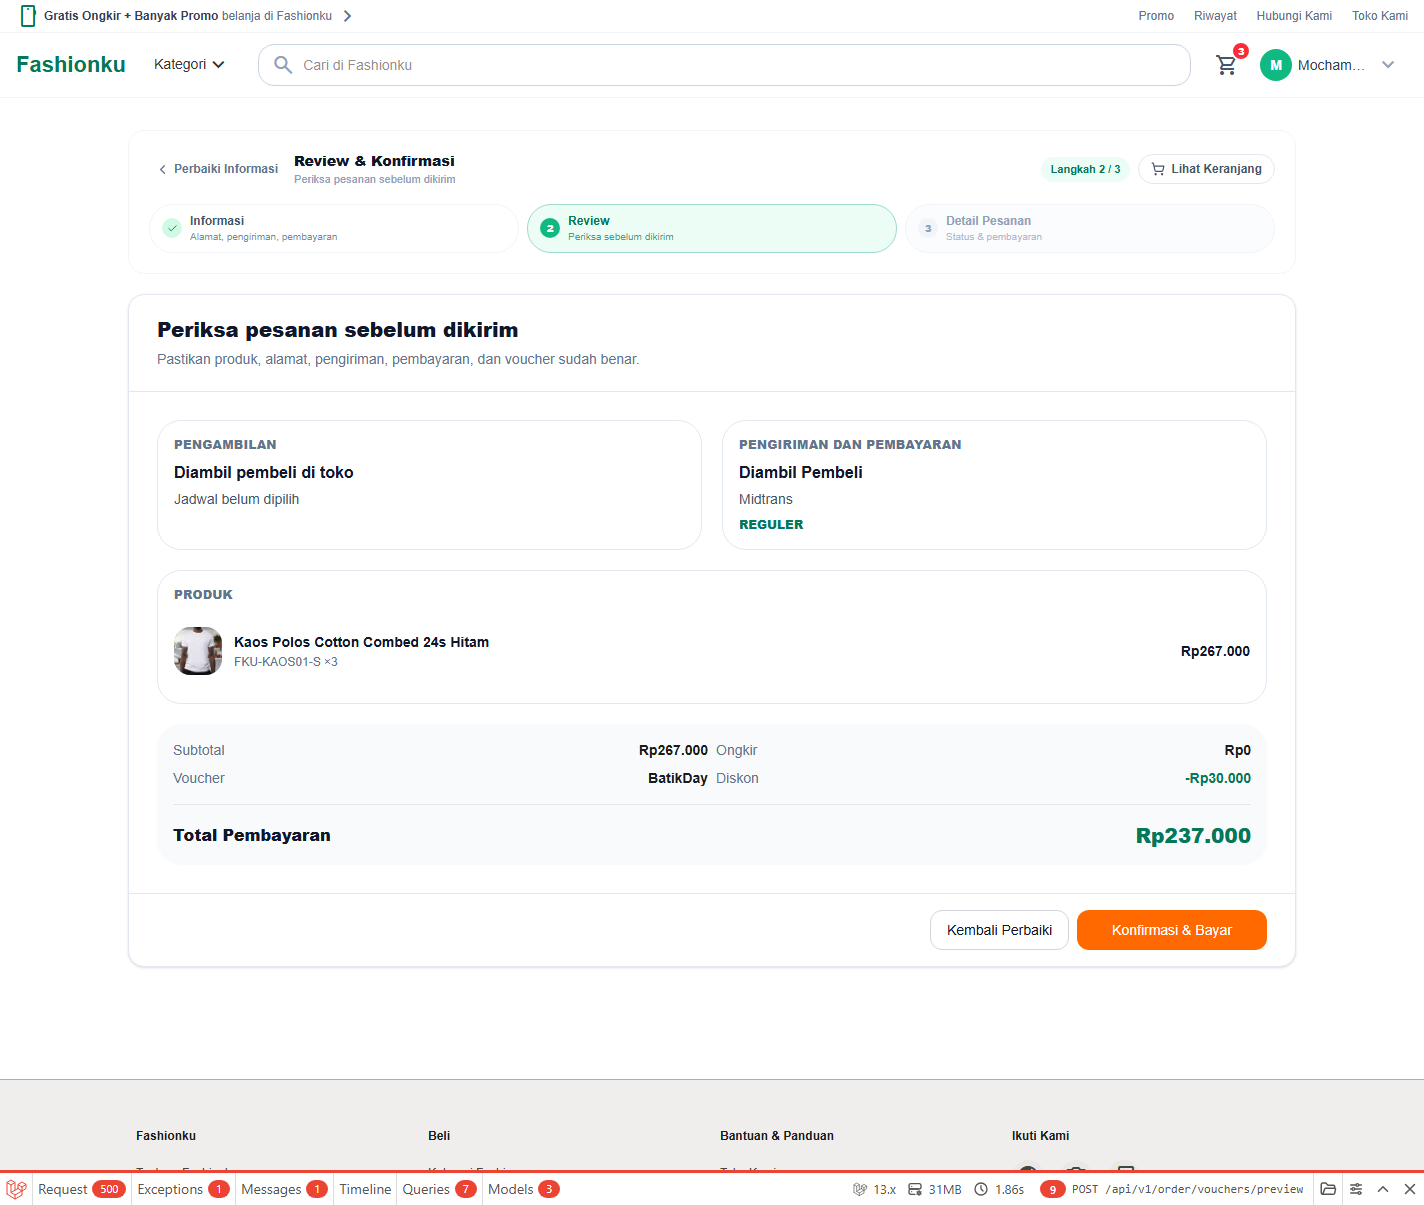 Gratis Ongkir + Banyak Promo belanja di Fashionku
Promo Riwayat Hubungi Kami Toko Kami
Fashionku Kategori Cari di Fashionku 3 M Mocham...
Perbaiki Informasi
Review & Konfirmasi
Periksa pesanan sebelum dikirim
Langkah 2 / 3 Lihat Keranjang
Informasi
Alamat, pengiriman, pembayaran
2 Review
Periksa sebelum dikirim
3 Detail Pesanan
Status & pembayaran
Periksa pesanan sebelum dikirim
Pastikan produk, alamat, pengiriman, pembayaran, dan voucher sudah benar.
PENGAMBILAN
Diambil pembeli di toko
Jadwal belum dipilih
PENGIRIMAN DAN PEMBAYARAN
Diambil Pembeli
Midtrans
REGULER
PRODUK
Kaos Polos Cotton Combed 24s Hitam
FKU-KAOS01-S ×3
Rp267.000
Subtotal Rp267.000 Ongkir Rp0
Voucher BatikDay Diskon -Rp30.000
Total Pembayaran Rp237.000
Kembali Perbaiki Konfirmasi & Bayar
Fashionku Beli Bantuan & Panduan Ikuti Kami
Request 500 Exceptions 1 Messages 1 Timeline Queries 7 Models 3 13.x 31MB 1.86s 9 POST /api/v1/order/vouchers/preview